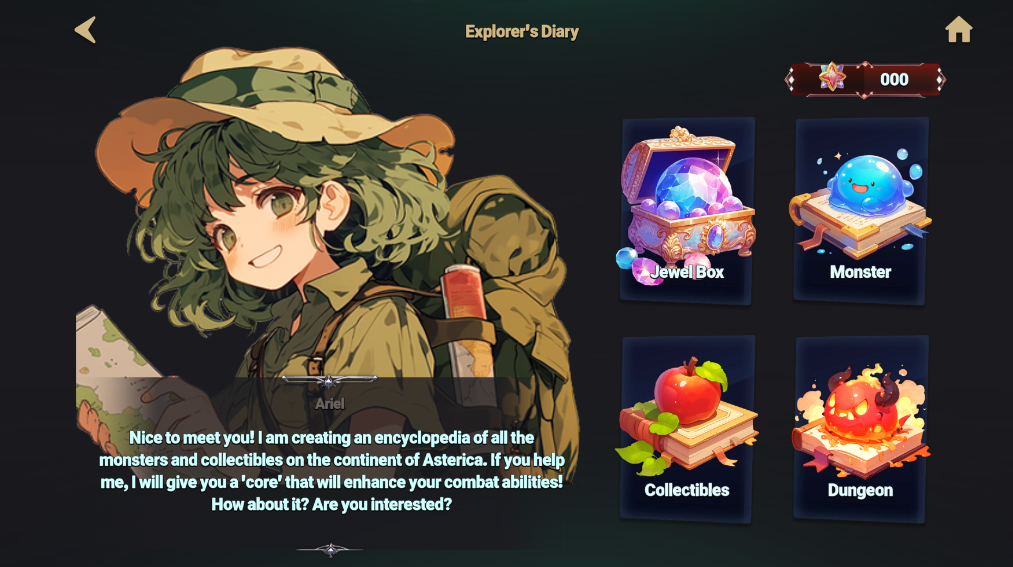 Explorer's Diary
000
Jewel Box
Monster
Collectibles
Dungeon
Ariel
Nice to meet you! I am creating an encyclopedia of all the
monsters and collectibles on the continent of Asterica. If you help
me, I will give you a 'core' that will enhance your combat abilities!
How about it? Are you interested?